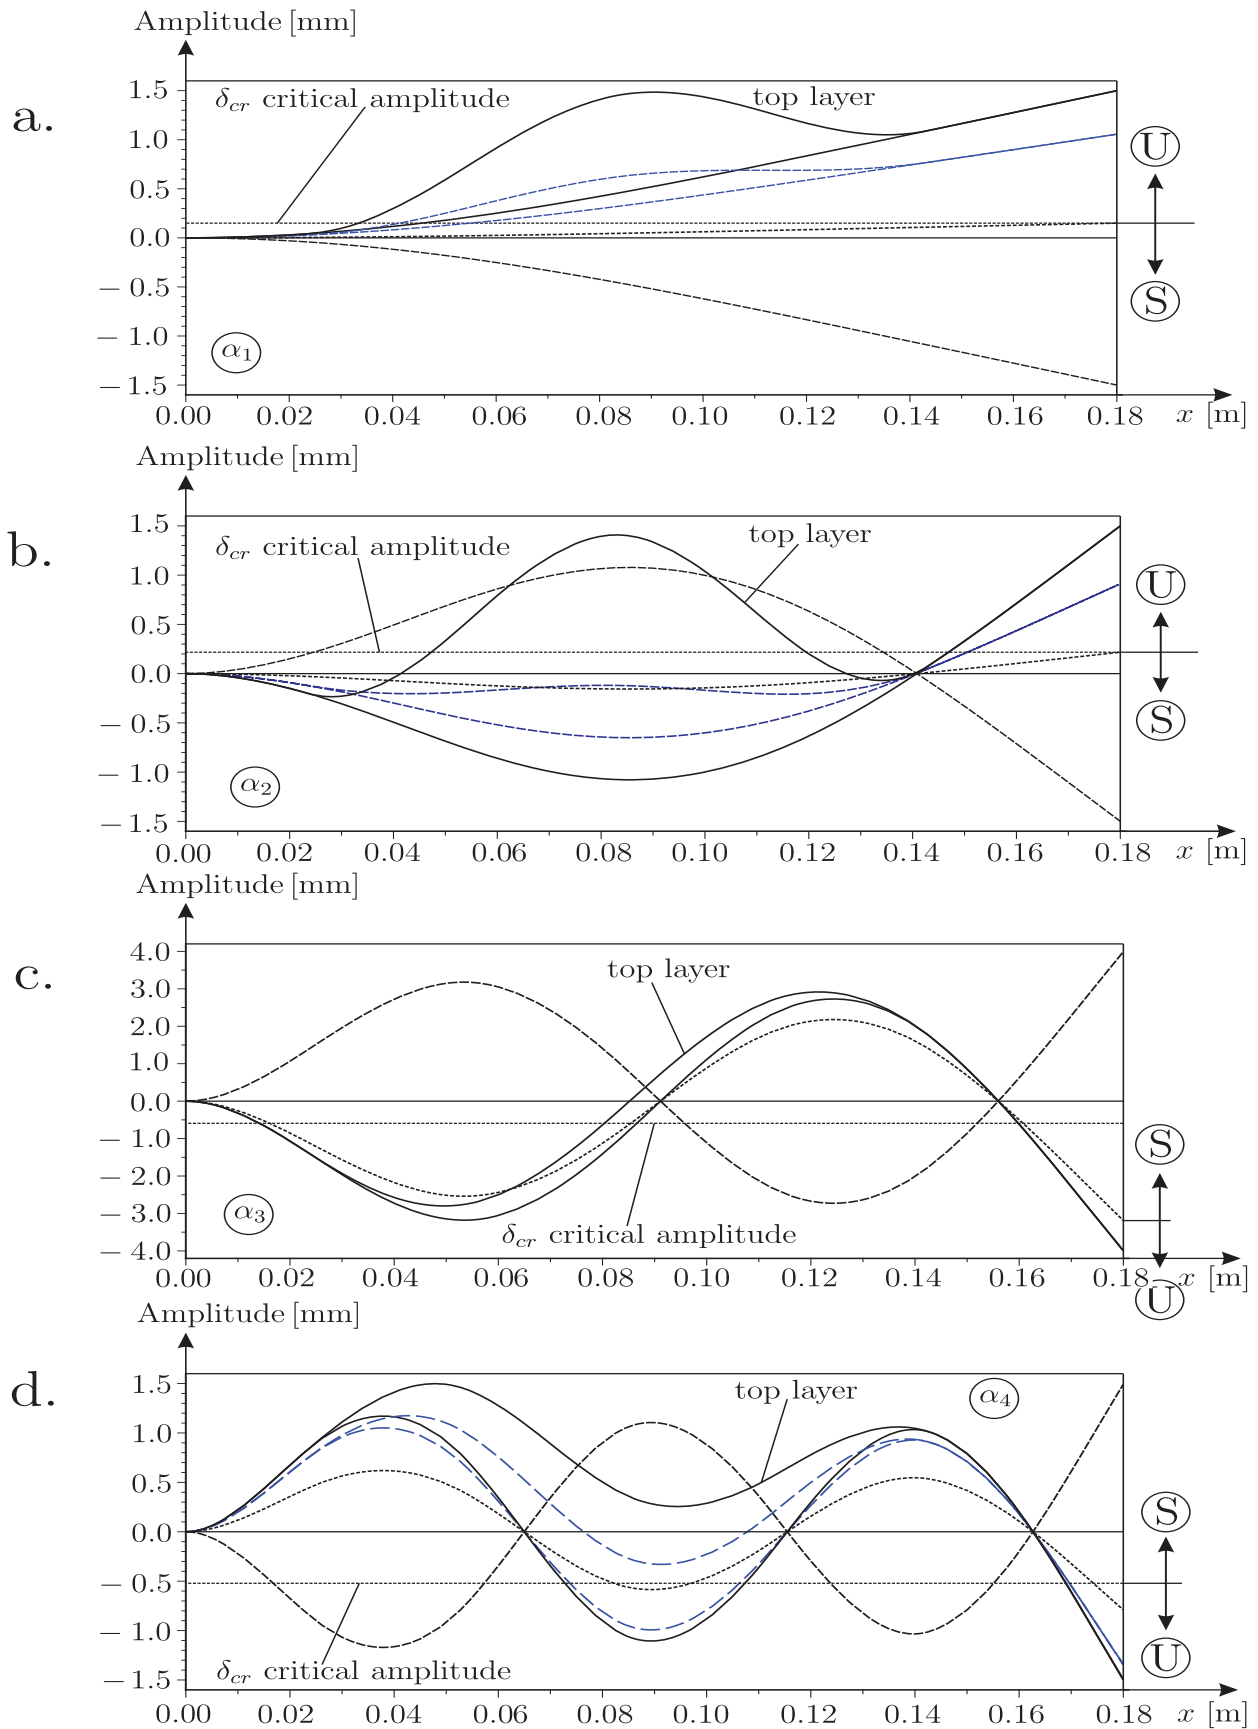 Amplitude [mm]
a.
1.5
δcr critical amplitude
top layer
1.0
U
0.5
0.0
− 0.5
S
− 1.0
α1
− 1.5
0.00 0.02 0.04 0.06 0.08 0.10 0.12 0.14 0.16 0.18 x [m]
Amplitude [mm]
b.
1.5
δcr critical amplitude
top layer
1.0
U
0.5
0.0
− 0.5
S
− 1.0
α2
− 1.5
0.00 0.02 0.04 0.06 0.08 0.10 0.12 0.14 0.16 0.18 x [m]
Amplitude [mm]
c.
4.0
top layer
3.0
2.0
1.0
0.0
− 1.0
S
− 2.0
− 3.0
α3
δcr critical amplitude
− 4.0
0.00 0.02 0.04 0.06 0.08 0.10 0.12 0.14 0.16 0.18 x [m]
U
Amplitude [mm]
d.
1.5
top layer
α4
1.0
0.5
S
0.0
− 0.5
− 1.0
U
δcr critical amplitude
− 1.5
0.00 0.02 0.04 0.06 0.08 0.10 0.12 0.14 0.16 0.18 x [m]